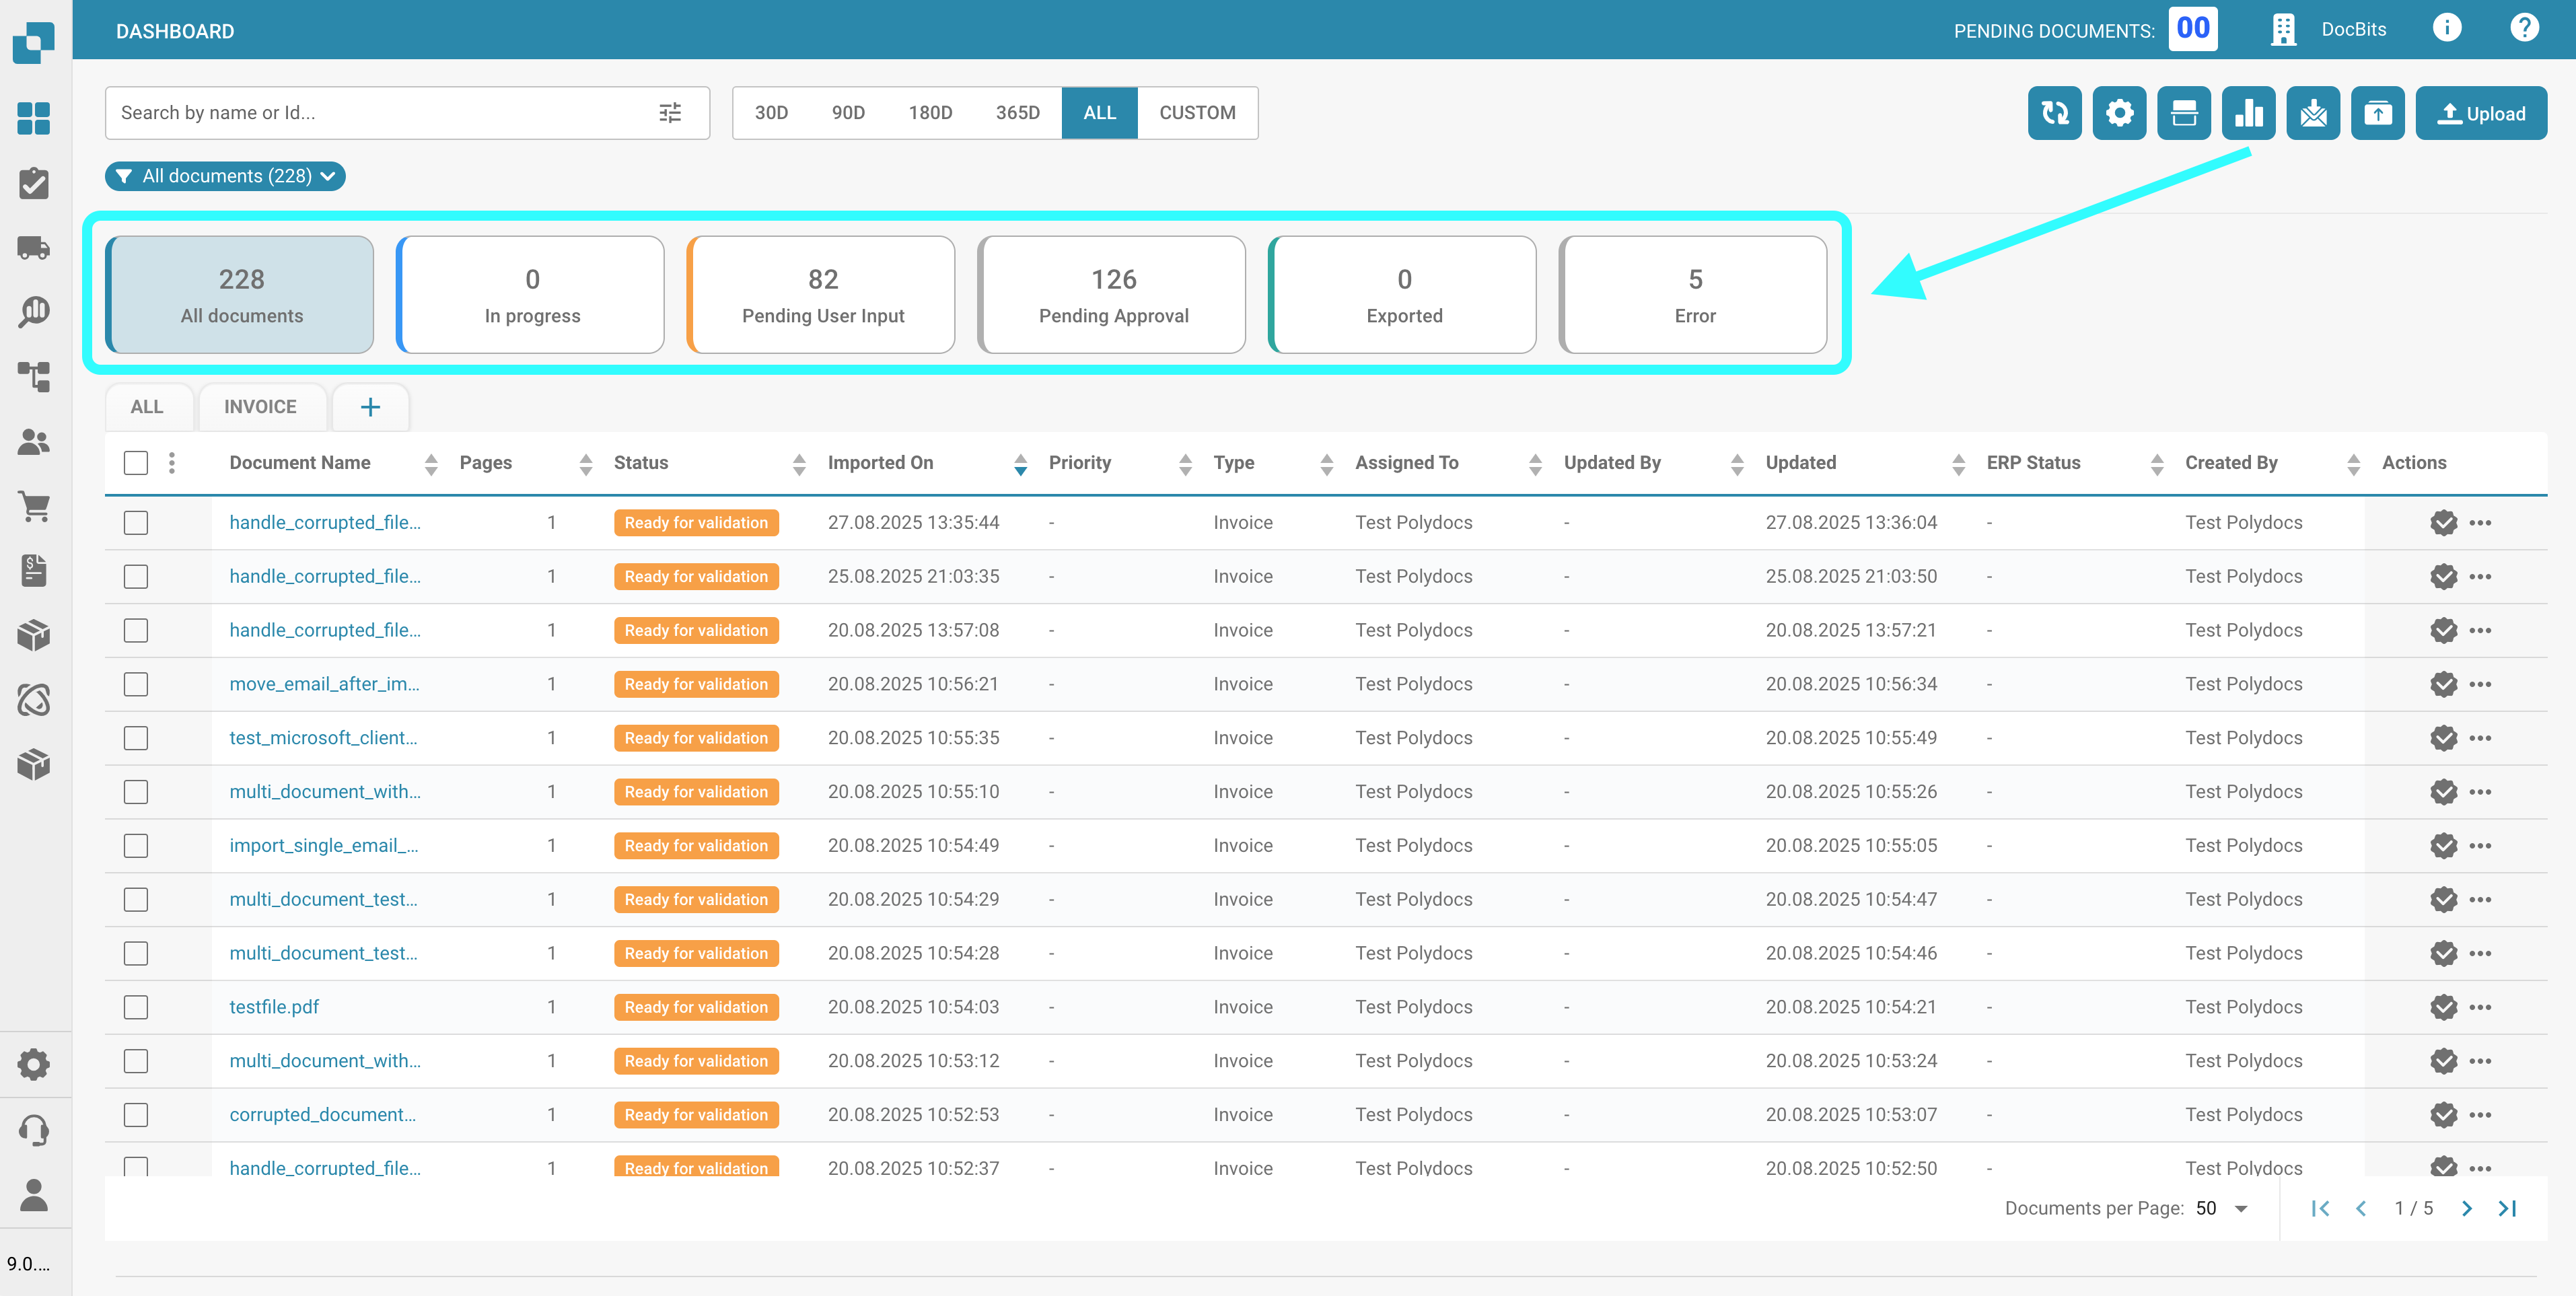 DASHBOARD
PENDING DOCUMENTS: 00 DocBits
Search by name or Id...
30D 90D 180D 365D ALL CUSTOM
Upload
All documents (228)
228 0 82 126 0 5
All documents In progress Pending User Input Pending Approval Exported Error
ALL INVOICE +
Document Name Pages Status Imported On Priority Type Assigned To Updated By Updated ERP Status Created By Actions
handle_corrupted_file... 1 Ready for validation 27.08.2025 13:35:44 - Invoice Test Polydocs - 27.08.2025 13:36:04 - Test Polydocs
handle_corrupted_file... 1 Ready for validation 25.08.2025 21:03:35 - Invoice Test Polydocs - 25.08.2025 21:03:50 - Test Polydocs
handle_corrupted_file... 1 Ready for validation 20.08.2025 13:57:08 - Invoice Test Polydocs - 20.08.2025 13:57:21 - Test Polydocs
move_email_after_im... 1 Ready for validation 20.08.2025 10:56:21 - Invoice Test Polydocs - 20.08.2025 10:56:34 - Test Polydocs
test_microsoft_client... 1 Ready for validation 20.08.2025 10:55:35 - Invoice Test Polydocs - 20.08.2025 10:55:49 - Test Polydocs
multi_document_with... 1 Ready for validation 20.08.2025 10:55:10 - Invoice Test Polydocs - 20.08.2025 10:55:26 - Test Polydocs
import_single_email_... 1 Ready for validation 20.08.2025 10:54:49 - Invoice Test Polydocs - 20.08.2025 10:55:05 - Test Polydocs
multi_document_test... 1 Ready for validation 20.08.2025 10:54:29 - Invoice Test Polydocs - 20.08.2025 10:54:47 - Test Polydocs
multi_document_test... 1 Ready for validation 20.08.2025 10:54:28 - Invoice Test Polydocs - 20.08.2025 10:54:46 - Test Polydocs
testfile.pdf 1 Ready for validation 20.08.2025 10:54:03 - Invoice Test Polydocs - 20.08.2025 10:54:21 - Test Polydocs
multi_document_with... 1 Ready for validation 20.08.2025 10:53:12 - Invoice Test Polydocs - 20.08.2025 10:53:24 - Test Polydocs
corrupted_document... 1 Ready for validation 20.08.2025 10:52:53 - Invoice Test Polydocs - 20.08.2025 10:53:07 - Test Polydocs
handle_corrupted_file... 1 Ready for validation 20.08.2025 10:52:37 - Invoice Test Polydocs - 20.08.2025 10:52:50 - Test Polydocs
Documents per Page: 50 1 / 5
9.0....